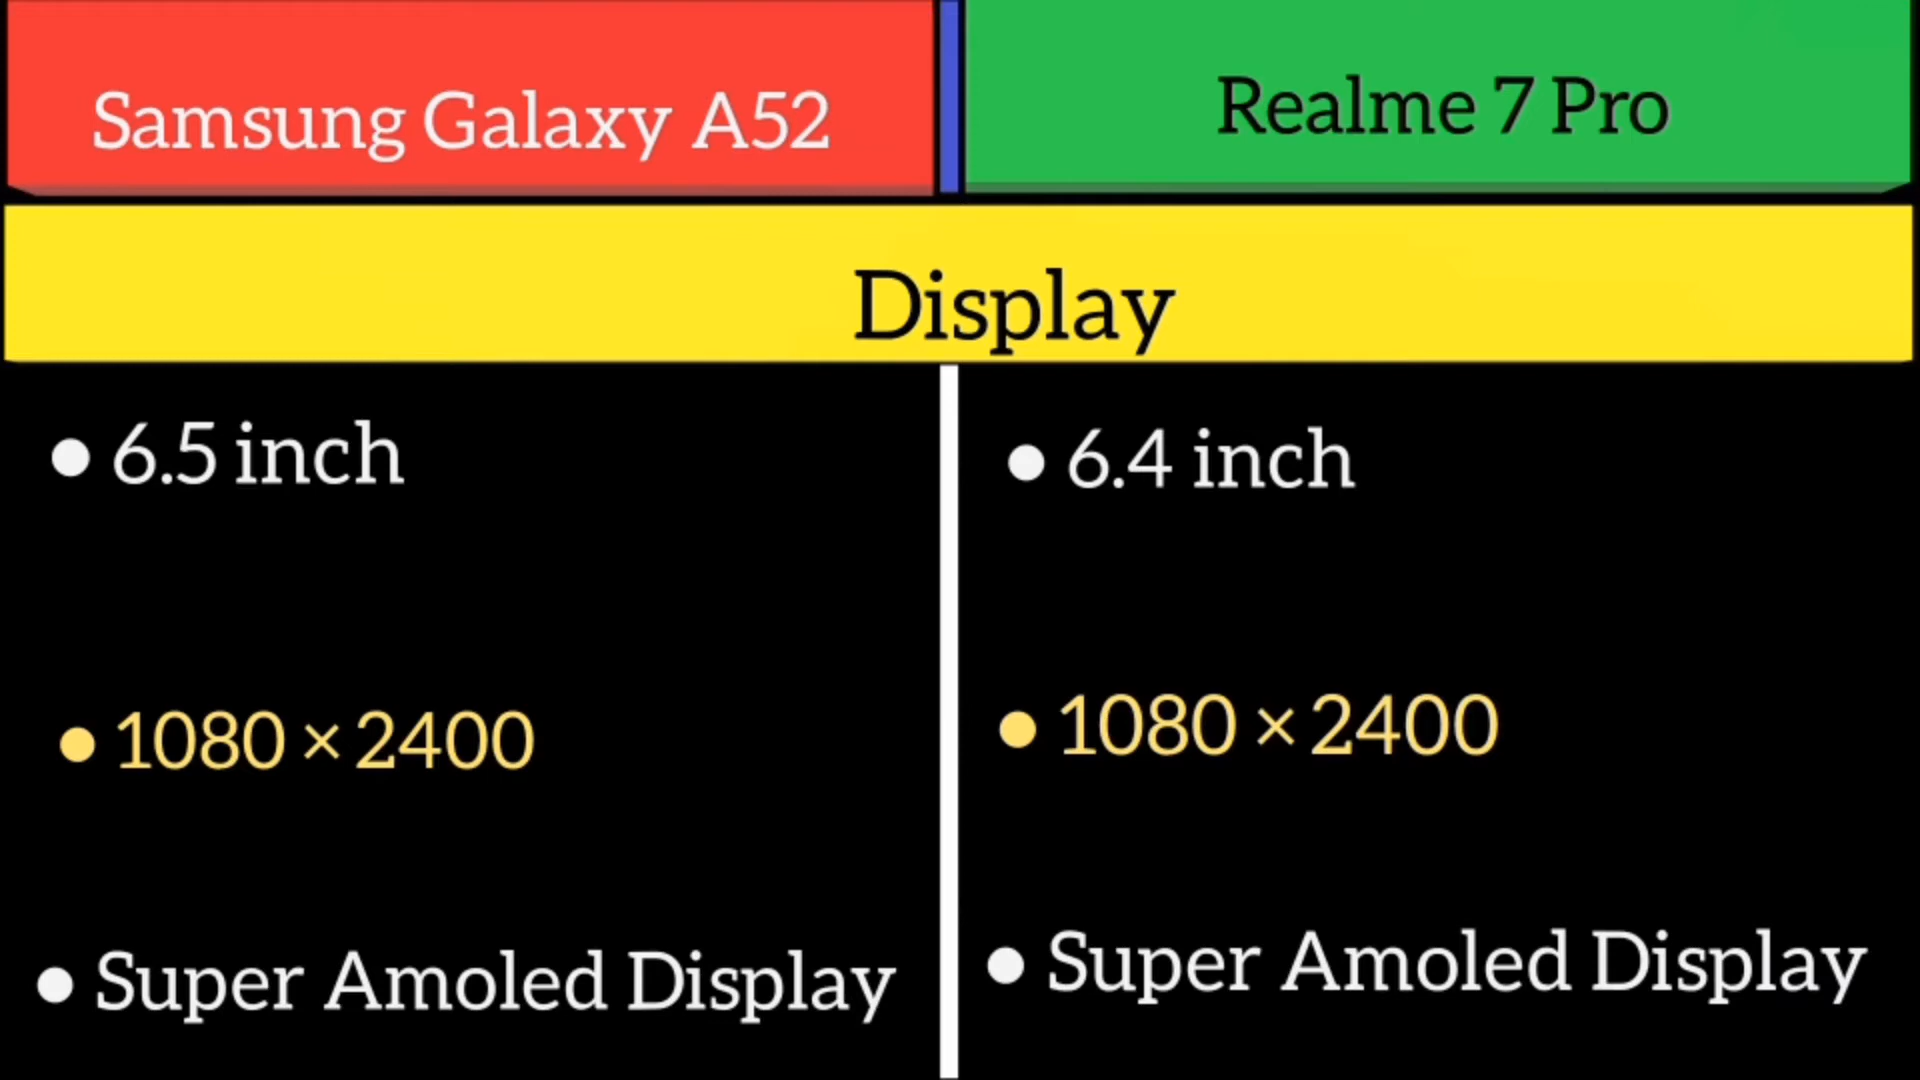 Samsung Galaxy A52
Realme 7 Pro
Display
● 6.5 inch
● 6.4 inch
● 1080 × 2400
● 1080 × 2400
● Super Amoled Display
● Super Amoled Display